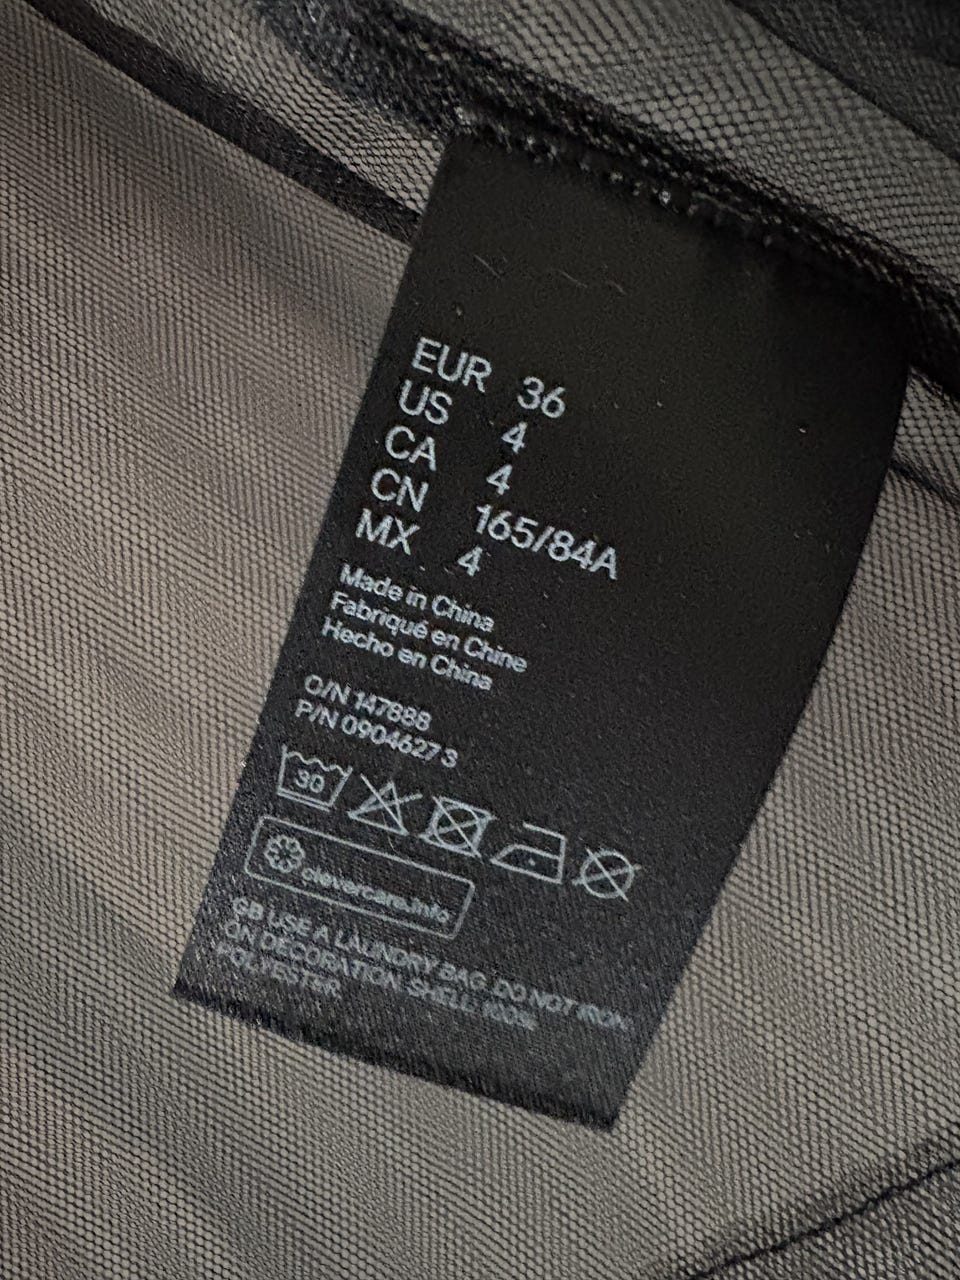 EUR 36
US 4
CA 4
CN 165/84A
MX 4
Made in China
Fabriqué en Chine
Hecho en China
O/N 147888
P/N 0904627 3
30
clevercare.info
GB USE A LAUNDRY BAG. DO NOT IRON
ON DECORATION. SHELL: 100%
POLYESTER